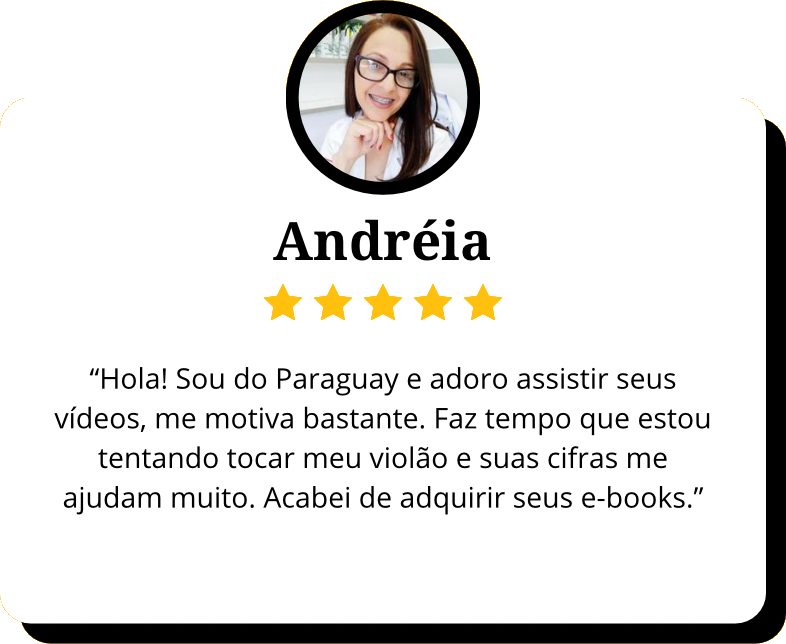 Andréia
“Hola! Sou do Paraguay e adoro assistir seus
vídeos, me motiva bastante. Faz tempo que estou
tentando tocar meu violão e suas cifras me
ajudam muito. Acabei de adquirir seus e-books.”